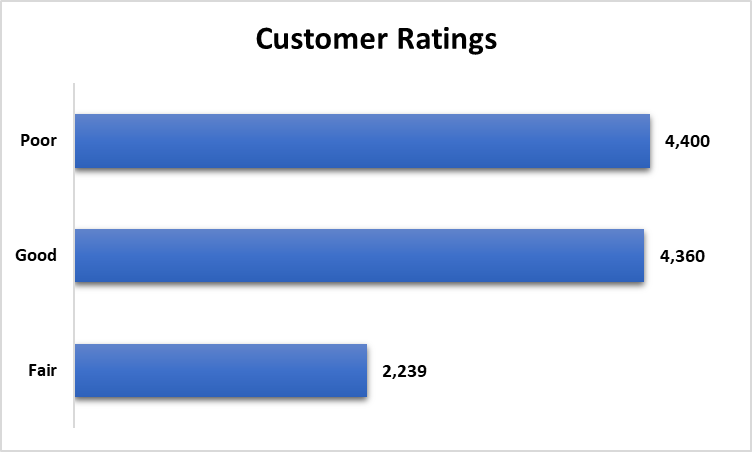 Customer Ratings
Poor 4,400
Good 4,360
Fair 2,239